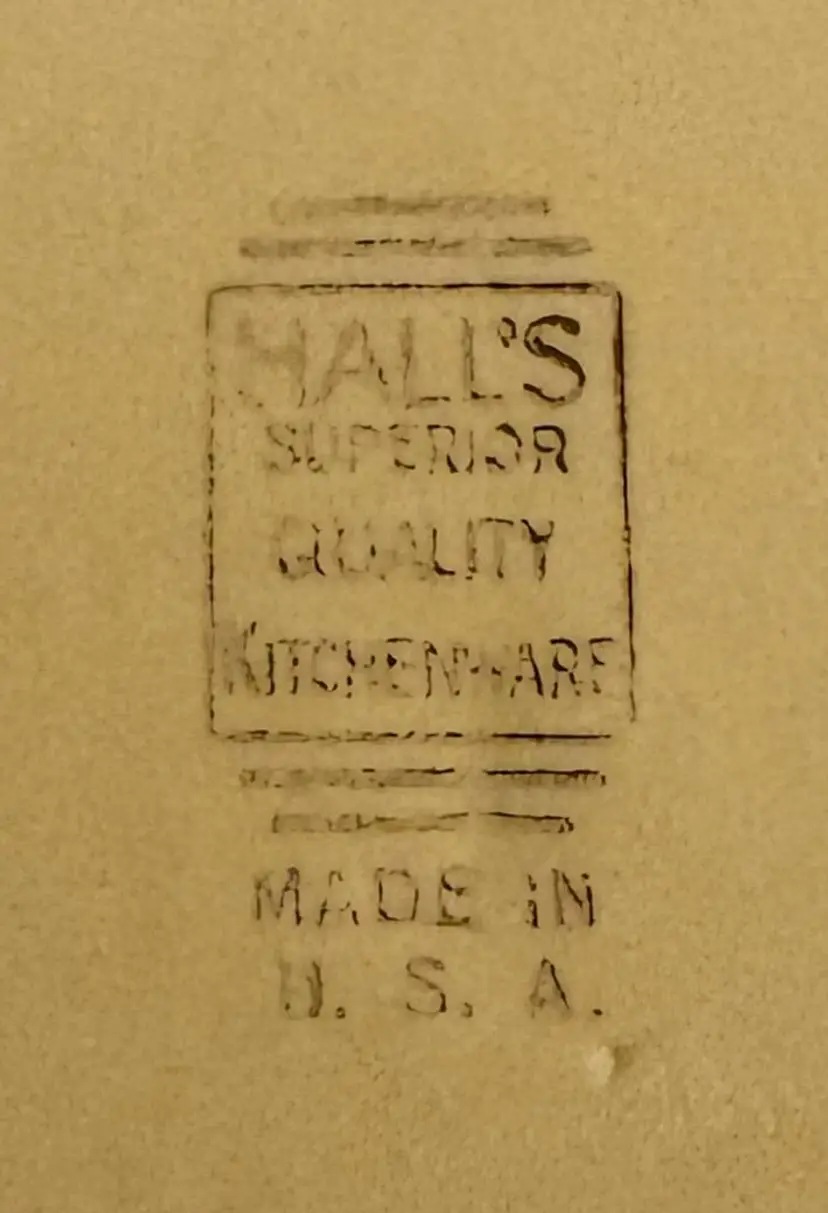 HALL'S
SUPERIOR
QUALITY
KITCHENWARE
MADE IN
U. S. A.